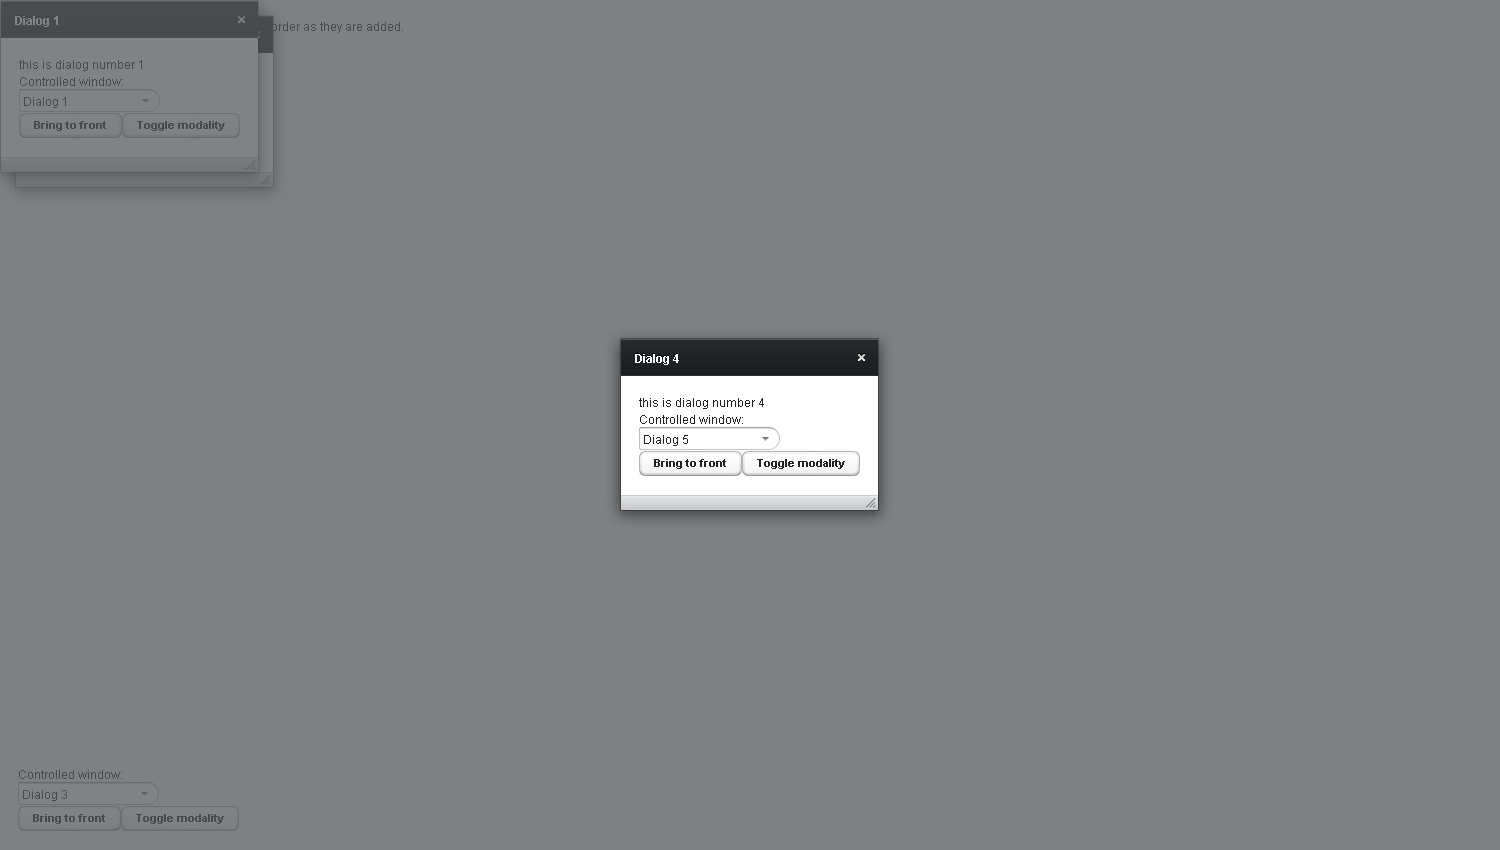 Dialog 1
order as they are added.
this is dialog number 1
Controlled window:
Dialog 1
Bring to front Toggle modality
Dialog 4
this is dialog number 4
Controlled window:
Dialog 5
Bring to front Toggle modality
Controlled window:
Dialog 3
Bring to front Toggle modality